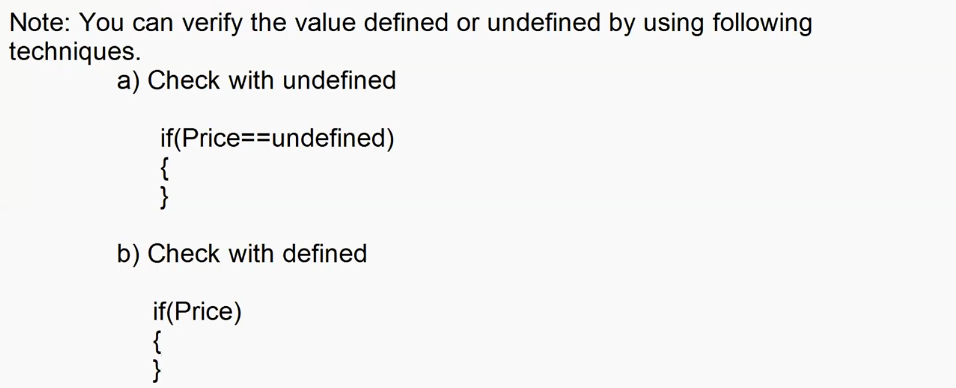 Note: You can verify the value defined or undefined by using following
techniques.
a) Check with undefined
if(Price==undefined)
{
}
b) Check with defined
if(Price)
{
}